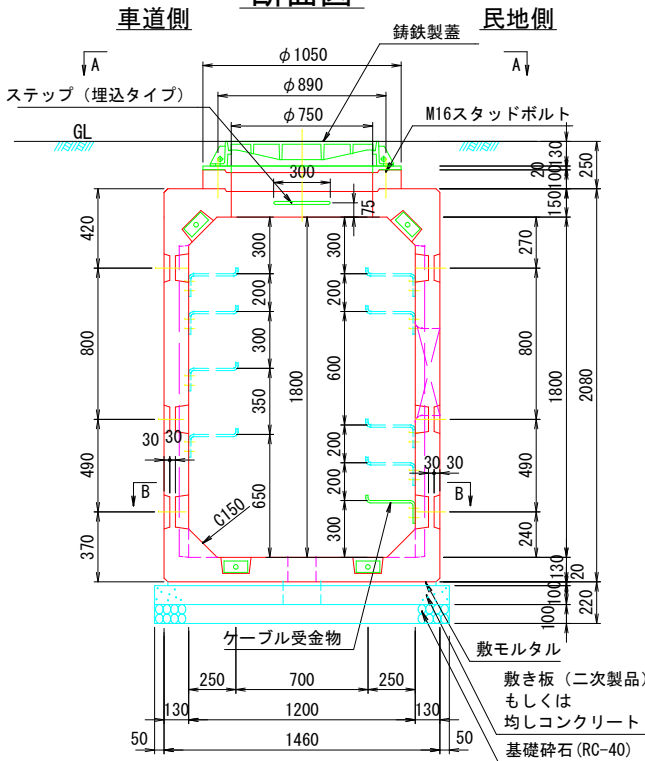 車道側
民地側
鋳鉄製蓋
A
φ1050
A
φ890
ステップ（埋込タイプ）
φ750
M16スタッドボルト
GL
130
20
100
250
300
150
75
420
300
300
270
200
200
800
300
600
800
1800
1800
2080
350
200
30
30
490
650
200
30
30
490
B
B
C150
300
370
240
130
20
100
220
100
ケーブル受金物
敷モルタル
250
700
250
敷き板（二次製品）
もしくは
均しコンクリート
130
1200
130
50
1460
50
基礎砕石(RC-40)